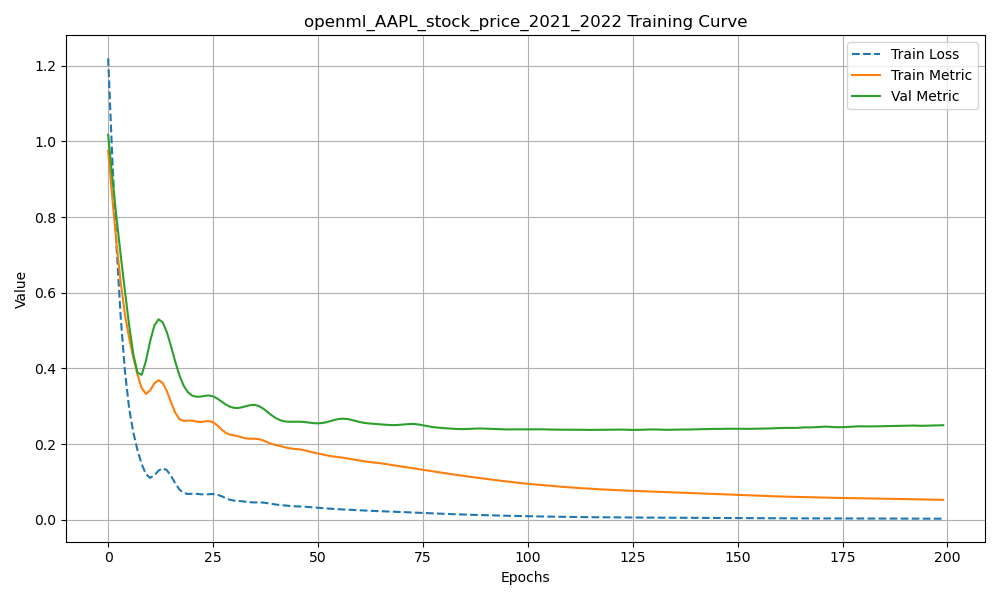 openml_AAPL_stock_price_2021_2022 Training Curve
Train Loss
Train Metric
Val Metric
Value
1.2
1.0
0.8
0.6
0.4
0.2
0.0
0 25 50 75 100 125 150 175 200
Epochs